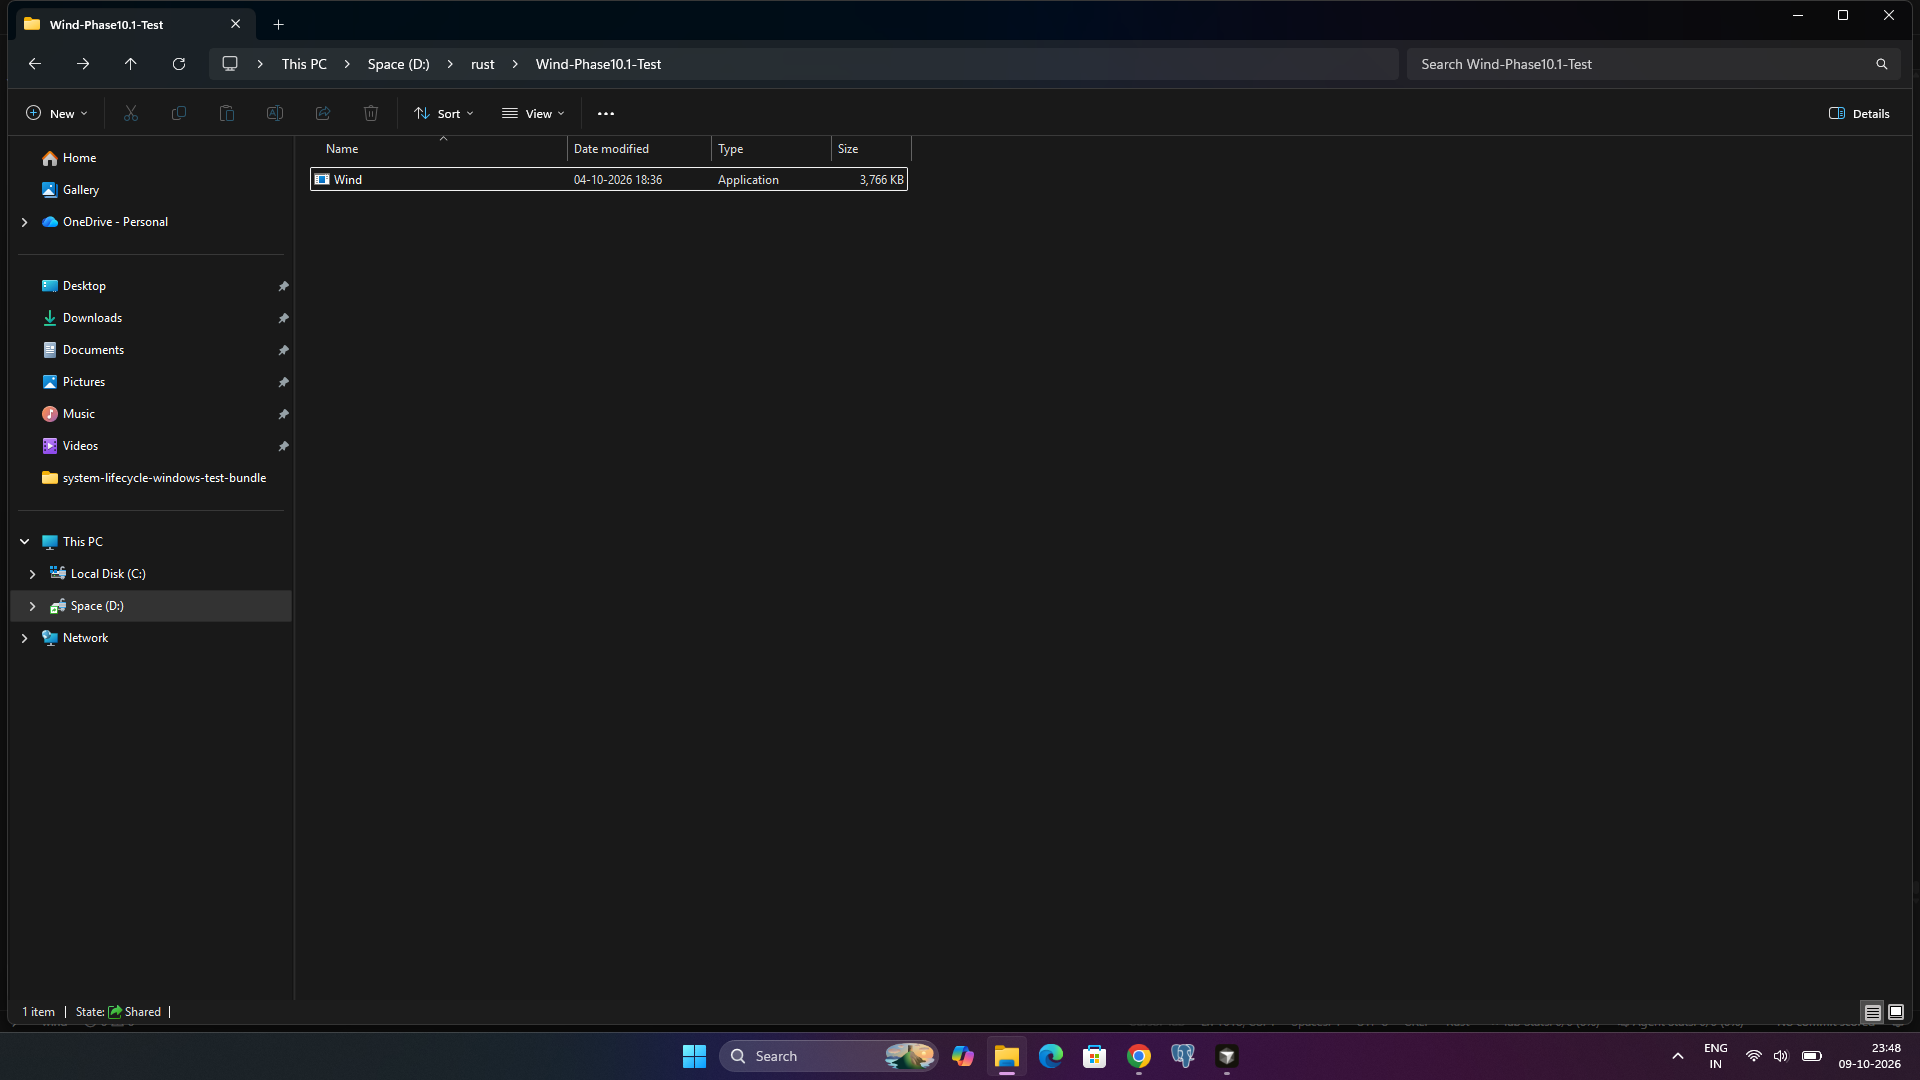 Wind-Phase10.1-Test
This PC > Space (D:) > rust > Wind-Phase10.1-Test
Search Wind-Phase10.1-Test
New
Sort
View
Details
Name Date modified Type Size
Wind 04-10-2026 18:36 Application 3,766 KB
Home
Gallery
OneDrive - Personal
Desktop
Downloads
Documents
Pictures
Music
Videos
system-lifecycle-windows-test-bundle
This PC
Local Disk (C:)
Space (D:)
Network
1 item State: Shared
Search
ENG
IN
23:48
09-10-2026